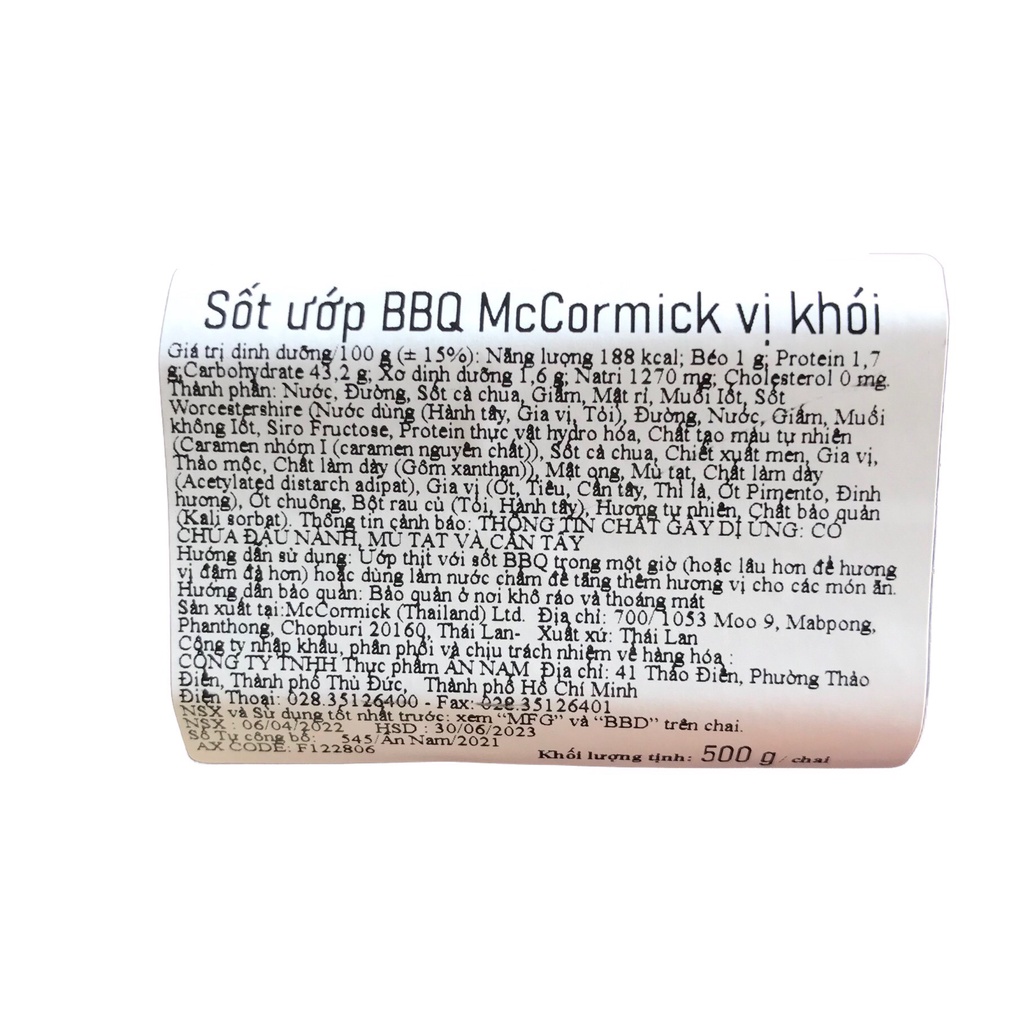 Sốt ướp BBQ McCormick vị khói
Giá trị dinh dưỡng/100 g (± 15%): Năng lượng 188 kcal; Béo 1 g; Protein 1,7
g;Carbohydrate 43,2 g; Xơ dinh dưỡng 1,6 g; Natri 1270 mg; Cholesterol 0 mg.
Thành phần: Nước, Đường, Sốt cà chua, Giấm, Mật rỉ, Muối Iốt, Sốt
Worcestershire (Nước dùng (Hành tây, Gia vị, Tỏi), Đường, Nước, Giấm, Muối
không Iốt, Siro Fructose, Protein thực vật hydro hóa, Chất tạo màu tự nhiên
(Caramen nhóm I (caramen nguyên chất)), Sốt cà chua, Chiết xuất men, Gia vị,
Thảo mộc, Chất làm dày (Gôm xanthan)), Mật ong, Mù tạt, Chất làm dày
(Acetylated distarch adipat), Gia vị (Ớt, Tiêu, Cần tây, Thì là, Ớt Pimento, Đinh
hương), Ớt chuông, Bột rau củ (Tỏi, Hành tây), Hương tự nhiên, Chất bảo quản
(Kali sorbat). Thông tin cảnh báo: THÔNG TIN CHẤT GÂY DỊ ỨNG: CÓ
CHỨA ĐẬU NÀNH, MÙ TẠT VÀ CẦN TÂY
Hướng dẫn sử dụng: Ướp thịt với sốt BBQ trong một giờ (hoặc lâu hơn để hương
vị đậm đà hơn) hoặc dùng làm nước chấm để tăng thêm hương vị cho các món ăn.
Hướng dẫn bảo quản: Bảo quản ở nơi khô ráo và thoáng mát
Sản xuất tại:McCormick (Thailand) Ltd. Địa chỉ: 700/1053 Moo 9, Mabpong,
Phanthong, Chonburi 20160, Thái Lan- Xuất xứ: Thái Lan
Công ty nhập khẩu, phân phối và chịu trách nhiệm về hàng hóa :
CÔNG TY TNHH Thực phẩm AN NAM Địa chỉ: 41 Thảo Điền, Phường Thảo
Điền, Thành phố Thủ Đức, Thành phố Hồ Chí Minh
Điện Thoại: 028.35126400 - Fax: 028.35126401
NSX và Sử dụng tốt nhất trước: xem "MFG" và "BBD" trên chai.
NSX : 06/04/2022 HSD : 30/06/2023
Số Tự công bố: 545/An Nam/2021
AX CODE: F122806
Khối lượng tịnh: 500 g / chai